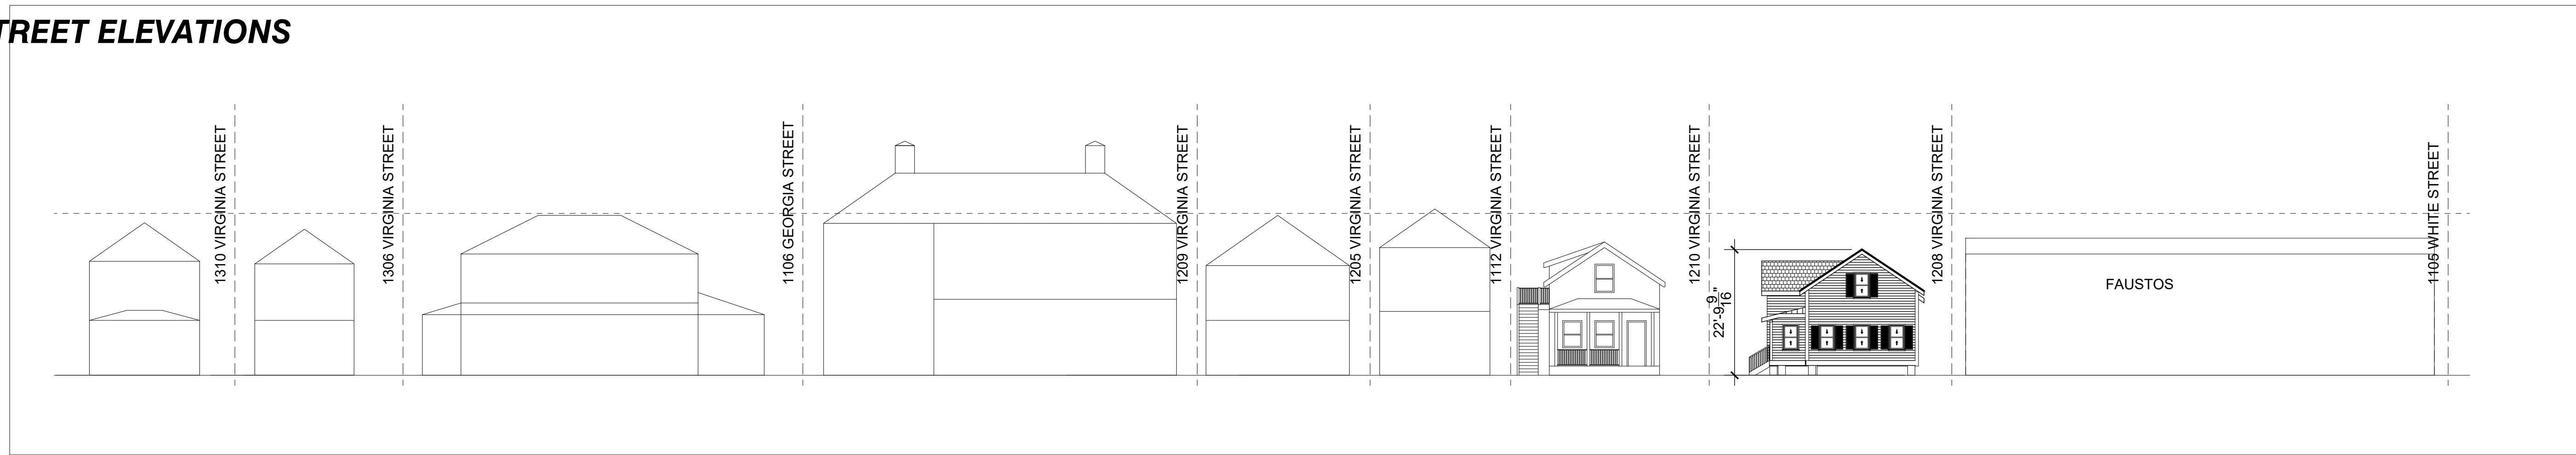 TREET ELEVATIONS
1310 VIRGINIA STREET
1306 VIRGINIA STREET
1106 GEORGIA STREET
1209 VIRGINIA STREET
1205 VIRGINIA STREET
1112 VIRGINIA STREET
1210 VIRGINIA STREET
22'-9 9/16"
1208 VIRGINIA STREET
FAUSTOS
1105 WHITE STREET